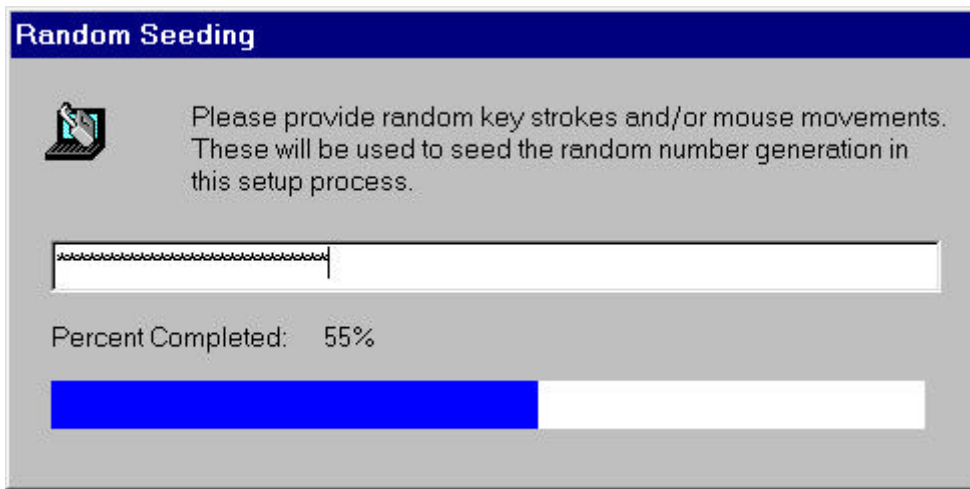 Random Seeding
Please provide random key strokes and/or mouse movements.
These will be used to seed the random number generation in
this setup process.
Percent Completed: 55%